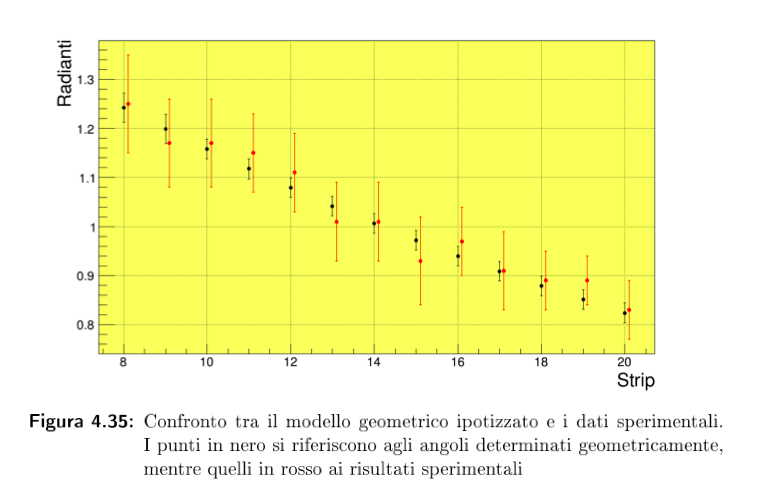 Radianti
1.3
1.2
1.1
1
0.9
0.8
8 10 12 14 16 18 20
Strip
Figura 4.35: Confronto tra il modello geometrico ipotizzato e i dati sperimentali.
I punti in nero si riferiscono agli angoli determinati geometricamente,
mentre quelli in rosso ai risultati sperimentali